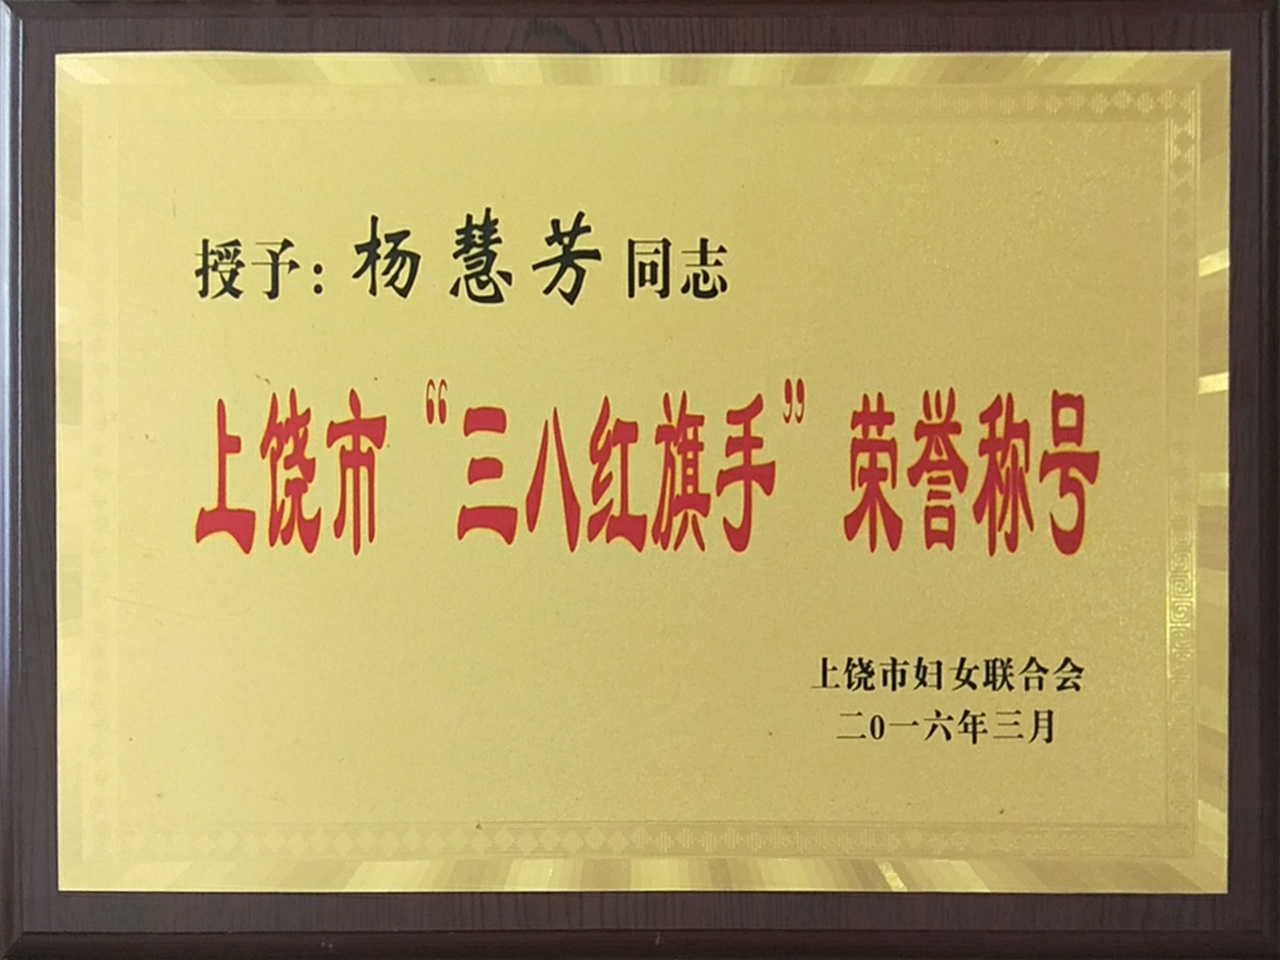 授予：杨慧芳同志
上饶市“三八红旗手”荣誉称号
上饶市妇女联合会
二0一六年三月